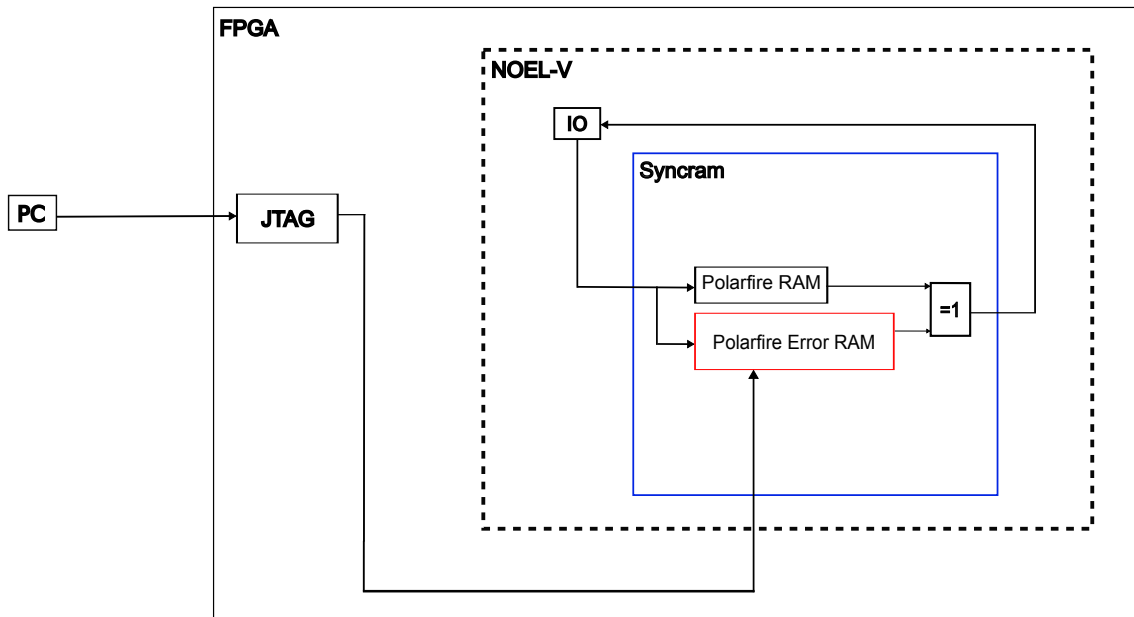 FPGA
NOEL-V
IO
Syncram
PC
JTAG
Polarfire RAM
=1
Polarfire Error RAM